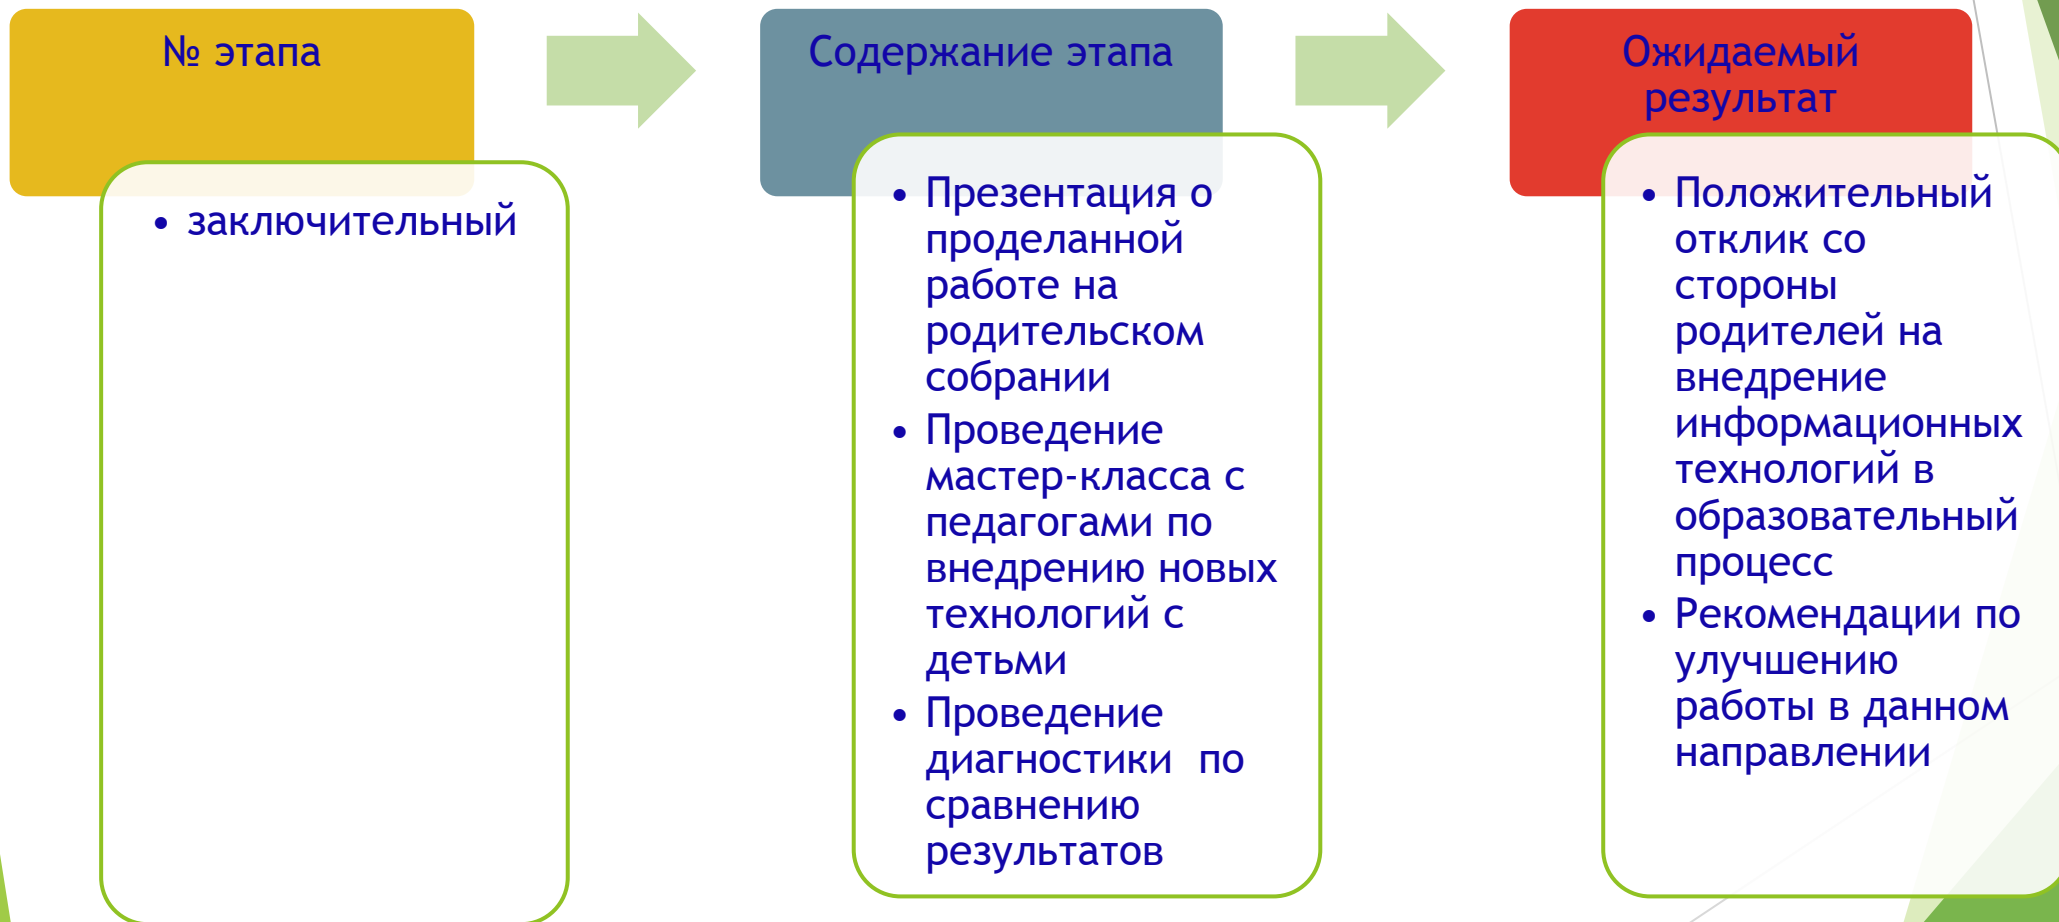 № этапа
• заключительный
Содержание этапа
• Презентация о
проделанной
работе на
родительском
собрании
• Проведение
мастер-класса с
педагогами по
внедрению новых
технологий с
детьми
• Проведение
диагностики  по
сравнению
результатов
Ожидаемый
результат
• Положительный
отклик со
стороны
родителей на
внедрение
информационных
технологий в
образовательный
процесс
• Рекомендации по
улучшению
работы в данном
направлении